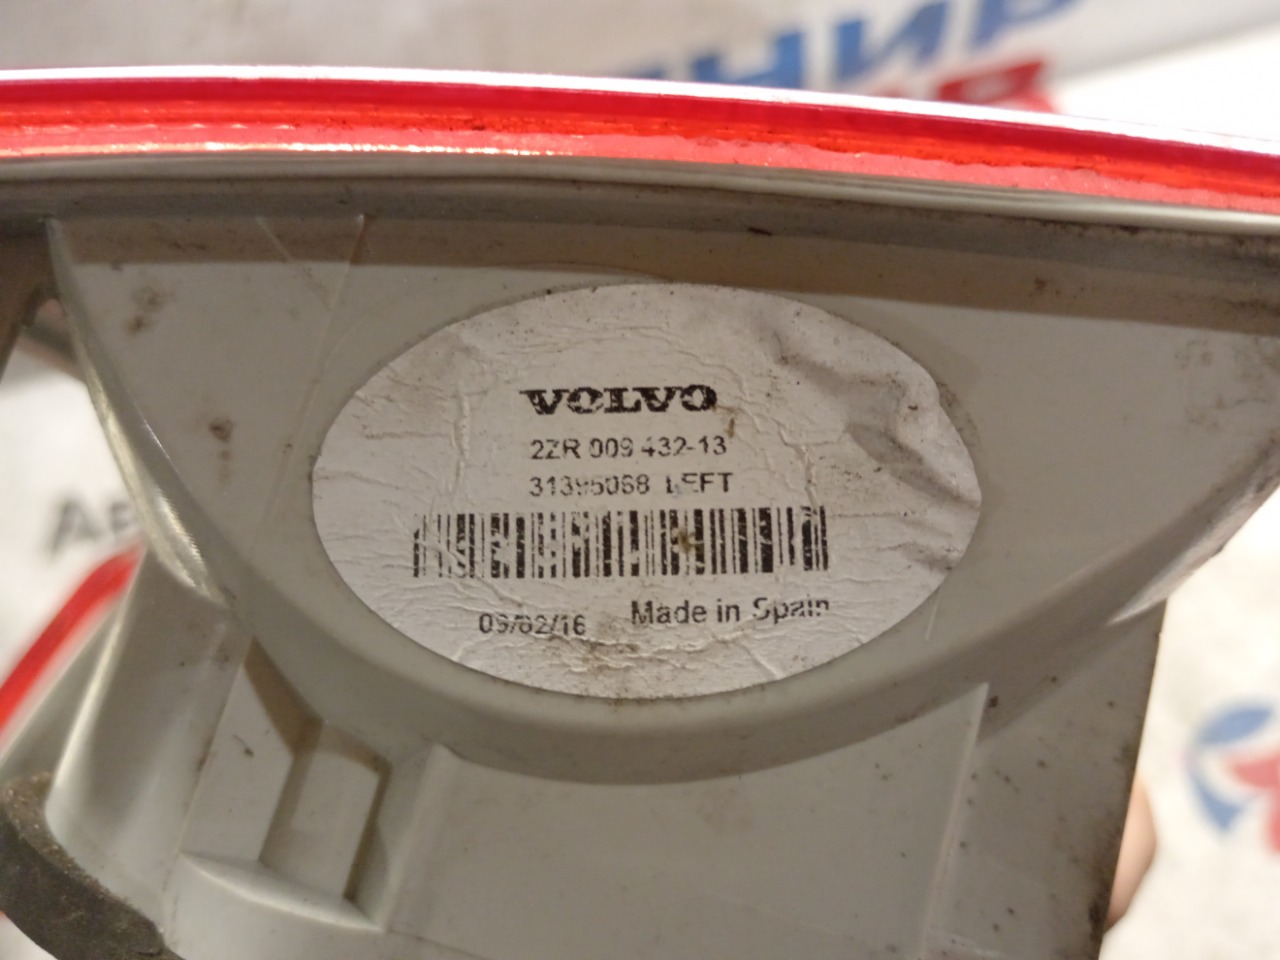 VOLVO
2ZR 009 432-13
31395068 LEFT
09/02/16 Made in Spain